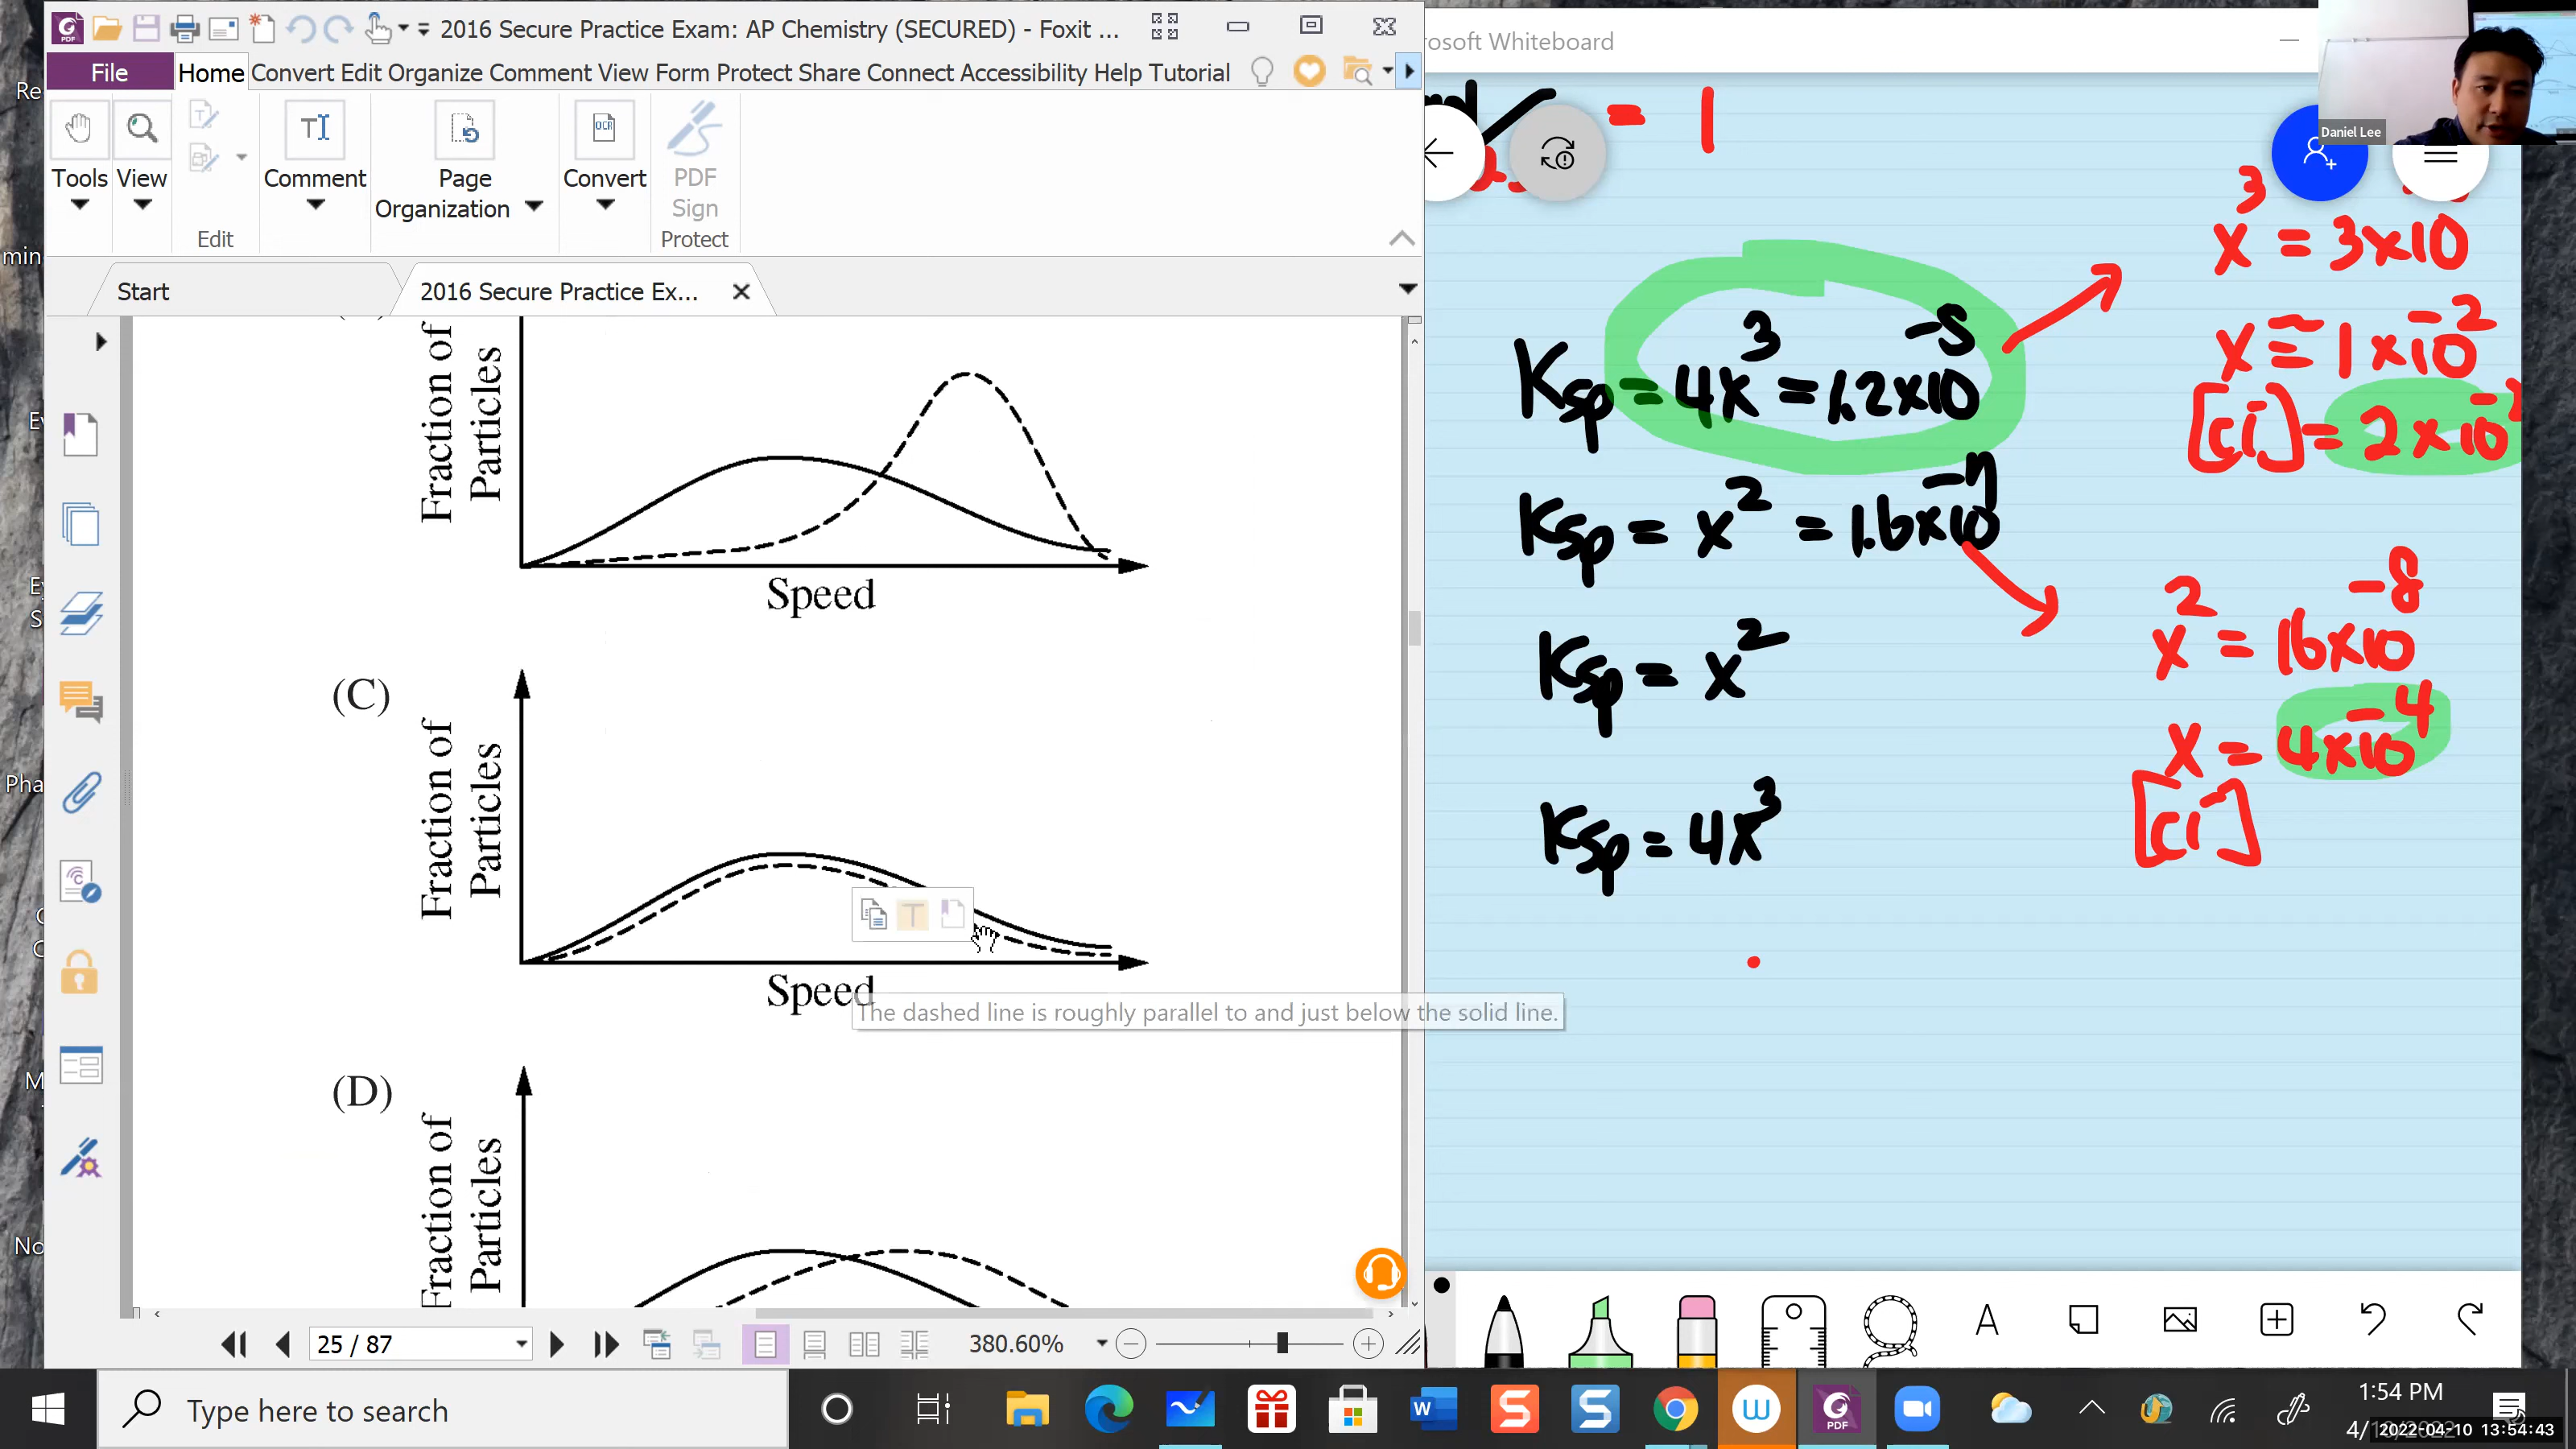 2016 Secure Practice Exam: AP Chemistry (SECURED) - Foxit ...
File Home Convert Edit Organize Comment View Form Protect Share Connect Accessibility Help Tutorial
Tools
View
Edit
Comment
Page
Organization
Convert
PDF
Sign
Protect
Start
2016 Secure Practice Ex...
Fraction of
Particles
Speed
(C)
Fraction of
Particles
Speed
The dashed line is roughly parallel to and just below the solid line.
(D)
Fraction of
Particles
25 / 87
380.60%
rosoft Whiteboard
Daniel Lee
= 1
Ksp = 4x³ = 1.2x10⁻⁵
Ksp = x² = 1.6x10⁻⁷
Ksp = x²
Ksp = 4x³
x³ = 3x10
x = 1x10⁻²
[Cl⁻] = 2x10⁻²
x² = 16x10⁻⁸
x = 4x10⁻⁴
[Cl⁻]
Type here to search
1:54 PM
2022-04-10 13:54:43